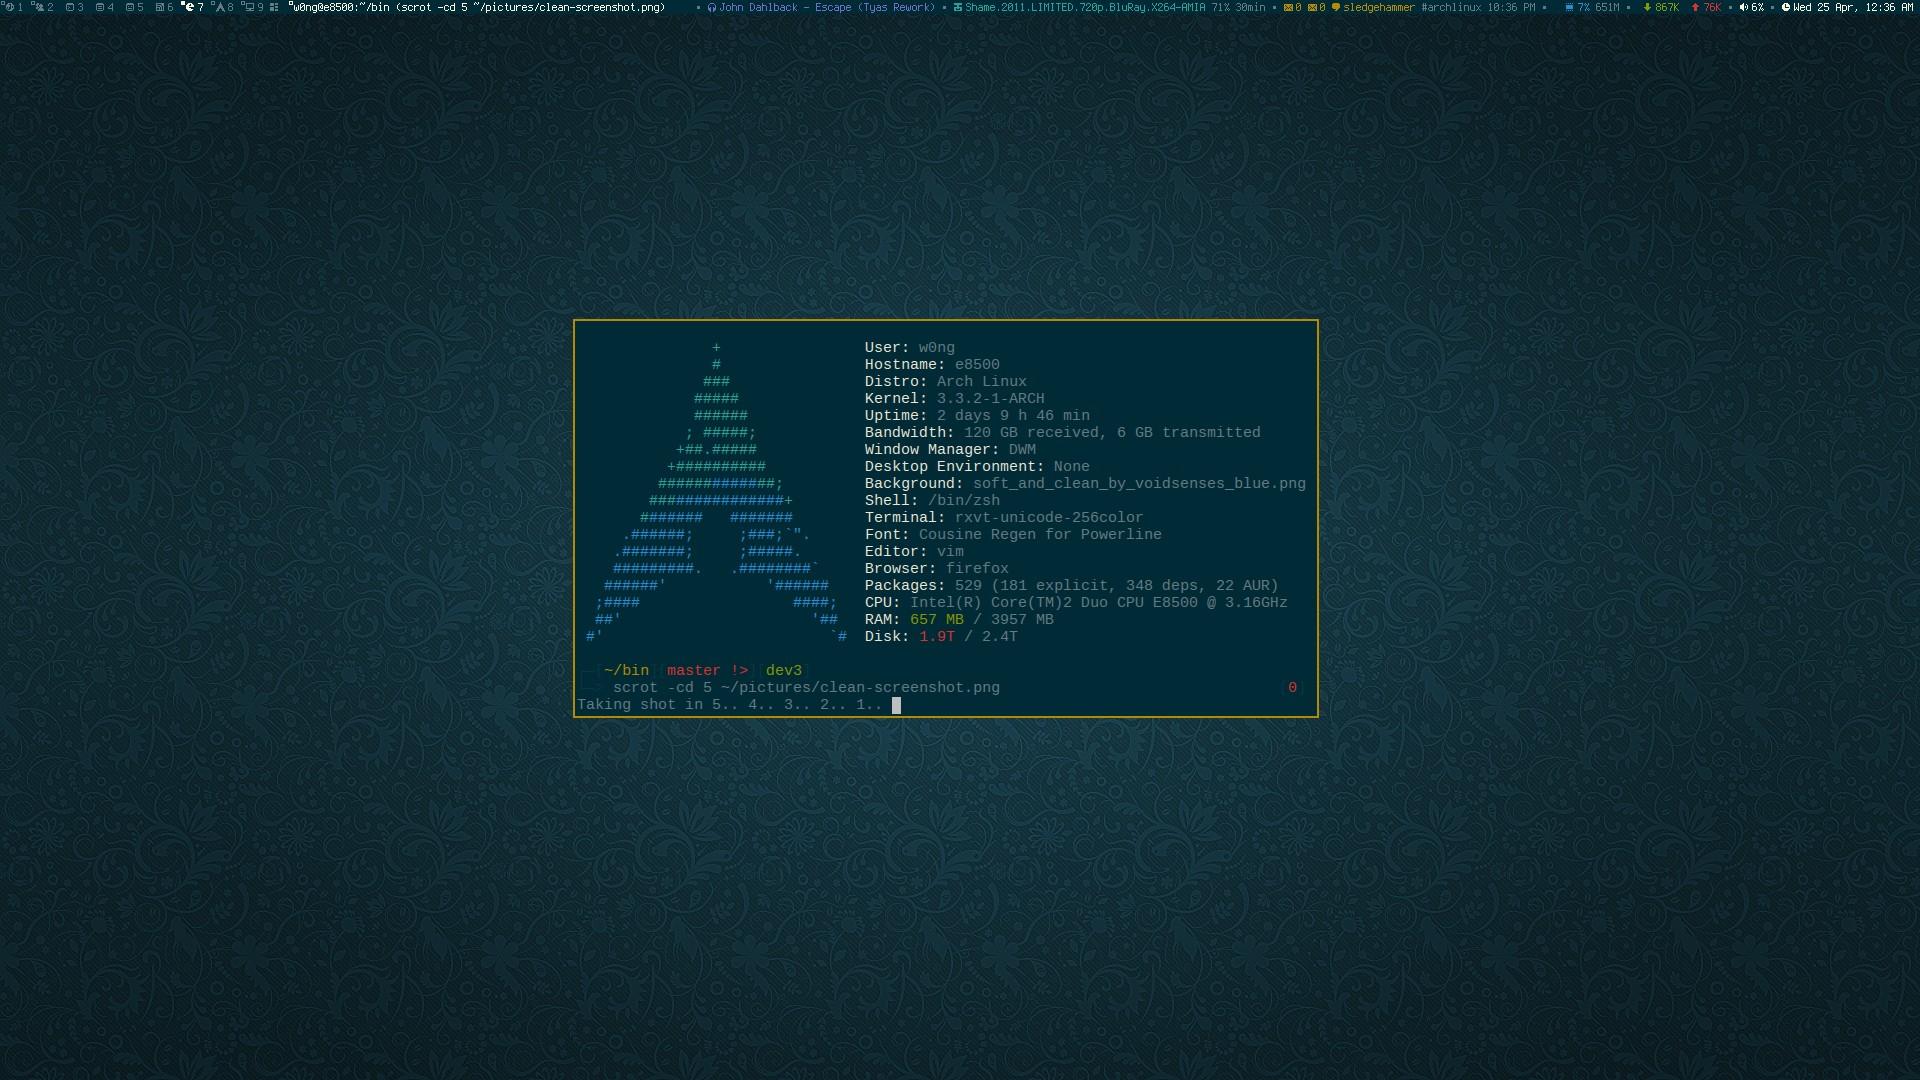 1 2 3 4 5 6 7 8 9 w0ng@e8500:~/bin (scrot -cd 5 ~/pictures/clean-screenshot.png) John Dahlback - Escape (Tyas Rework) Shame.2011.LIMITED.720p.BluRay.X264-AMIA 71% 30min 0 0 sledgehammer #archlinux 10:36 PM 7% 651M 867K 76K 6% Wed 25 Apr, 12:36 AM
+ User: w0ng
# Hostname: e8500
### Distro: Arch Linux
##### Kernel: 3.3.2-1-ARCH
###### Uptime: 2 days 9 h 46 min
; #####; Bandwidth: 120 GB received, 6 GB transmitted
+##.##### Window Manager: DWM
+########## Desktop Environment: None
#############; Background: soft_and_clean_by_voidsenses_blue.png
###############+ Shell: /bin/zsh
####### ####### Terminal: rxvt-unicode-256color
.######; ;###;`". Font: Cousine Regen for Powerline
.#######; ;#####. Editor: vim
#########. .########` Browser: firefox
######' '###### Packages: 529 (181 explicit, 348 deps, 22 AUR)
;#### ####; CPU: Intel(R) Core(TM)2 Duo CPU E8500 @ 3.16GHz
##' '## RAM: 657 MB / 3957 MB
#' `# Disk: 1.9T / 2.4T
~/bin master !> dev3
scrot -cd 5 ~/pictures/clean-screenshot.png 0
Taking shot in 5.. 4.. 3.. 2.. 1..